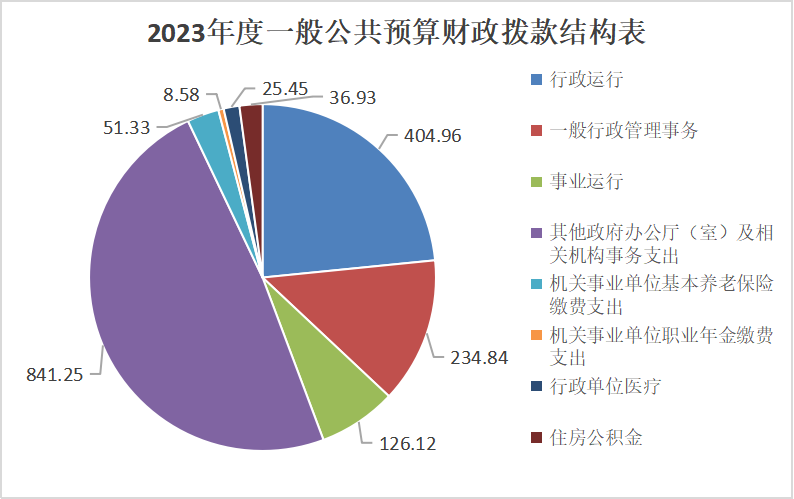 2023年度一般公共预算财政拨款结构表
8.58
25.45
36.93
51.33
404.96
234.84
841.25
126.12
行政运行
一般行政管理事务
事业运行
其他政府办公厅（室）及相
关机构事务支出
机关事业单位基本养老保险
缴费支出
机关事业单位职业年金缴费
支出
行政单位医疗
住房公积金